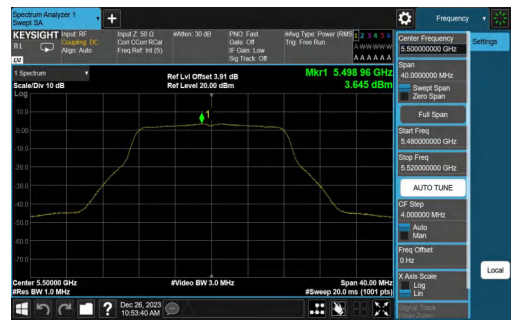 Spectrum Analyzer 1
Swept SA
Frequency
KEYSIGHT
Input: RF
Coupling: DC
Align: Auto
Input Z: 50 Ω
Corr CCorr RCal
Freq Ref: Int (S)
#Atten: 30 dB
PNO: Fast
Gate: Off
IF Gain: Low
Sig Track: Off
#Avg Type: Power (RMS
Trig: Free Run
1 2 3 4 5 6
A WWWWW
A A A A A A
RL
LV
1 Spectrum
Scale/Div 10 dB
Log
Ref Lvl Offset 3.91 dB
Ref Level 20.00 dBm
Mkr1 5.498 96 GHz
3.645 dBm
1
10.0
0.00
-10.0
-20.0
-30.0
-40.0
-50.0
-60.0
-70.0
Center 5.50000 GHz
#Res BW 1.0 MHz
#Video BW 3.0 MHz
Span 40.00 MHz
#Sweep 20.0 ms (1001 pts)
Center Frequency
5.500000000 GHz
Span
40.0000000 MHz
Swept Span
Zero Span
Full Span
Start Freq
5.480000000 GHz
Stop Freq
5.520000000 GHz
AUTO TUNE
CF Step
4.000000 MHz
Auto
Man
Freq Offset
0 Hz
X Axis Scale
Log
Lin
Signal Track
(Span Zoom)
Settings
Local
?
Dec 26, 2023
10:53:40 AM